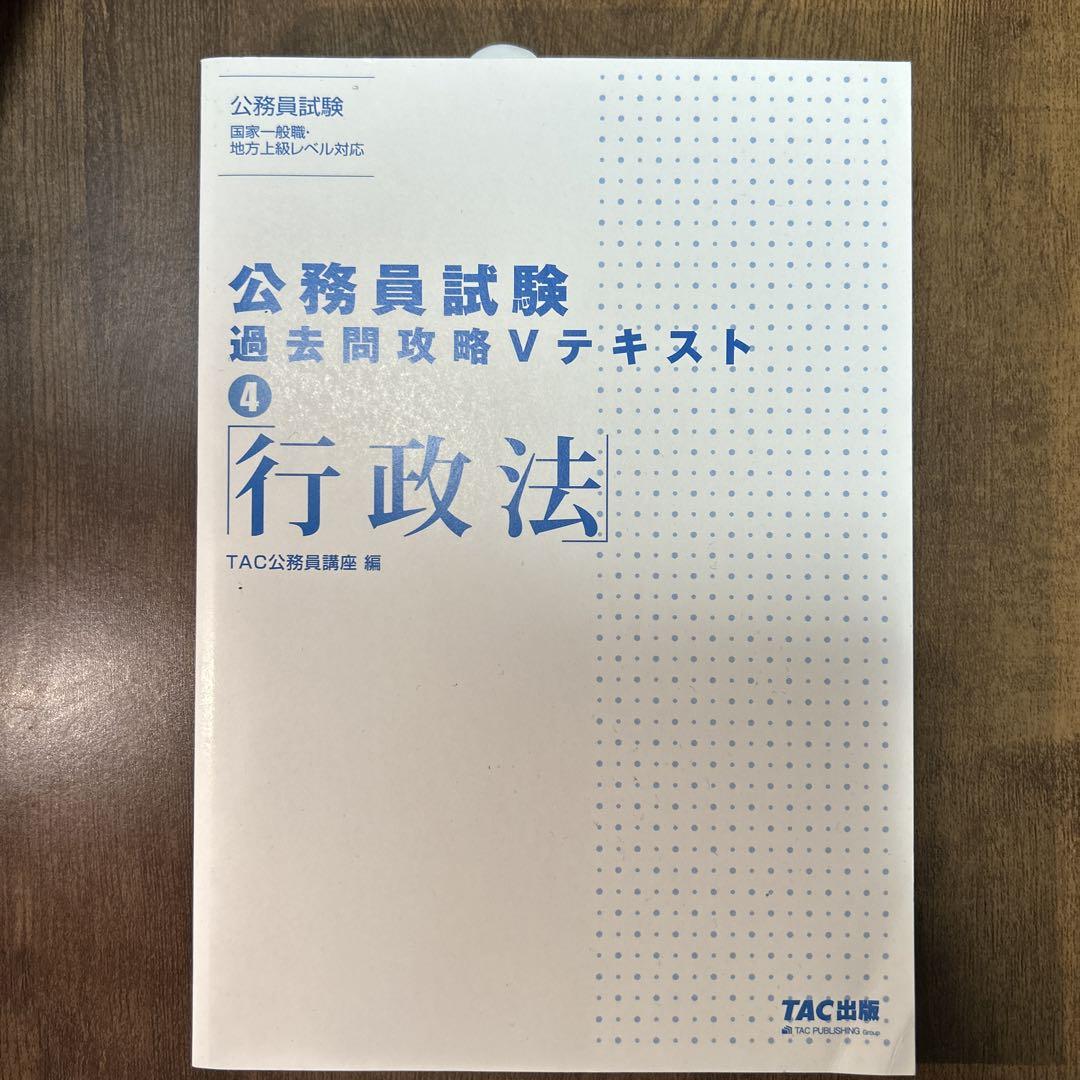 公務員試験
国家一般職・
地方上級レベル対応
公務員試験
過去問攻略Vテキスト
4
「行政法」
TAC公務員講座 編
TAC出版
TAC PUBLISHING Group